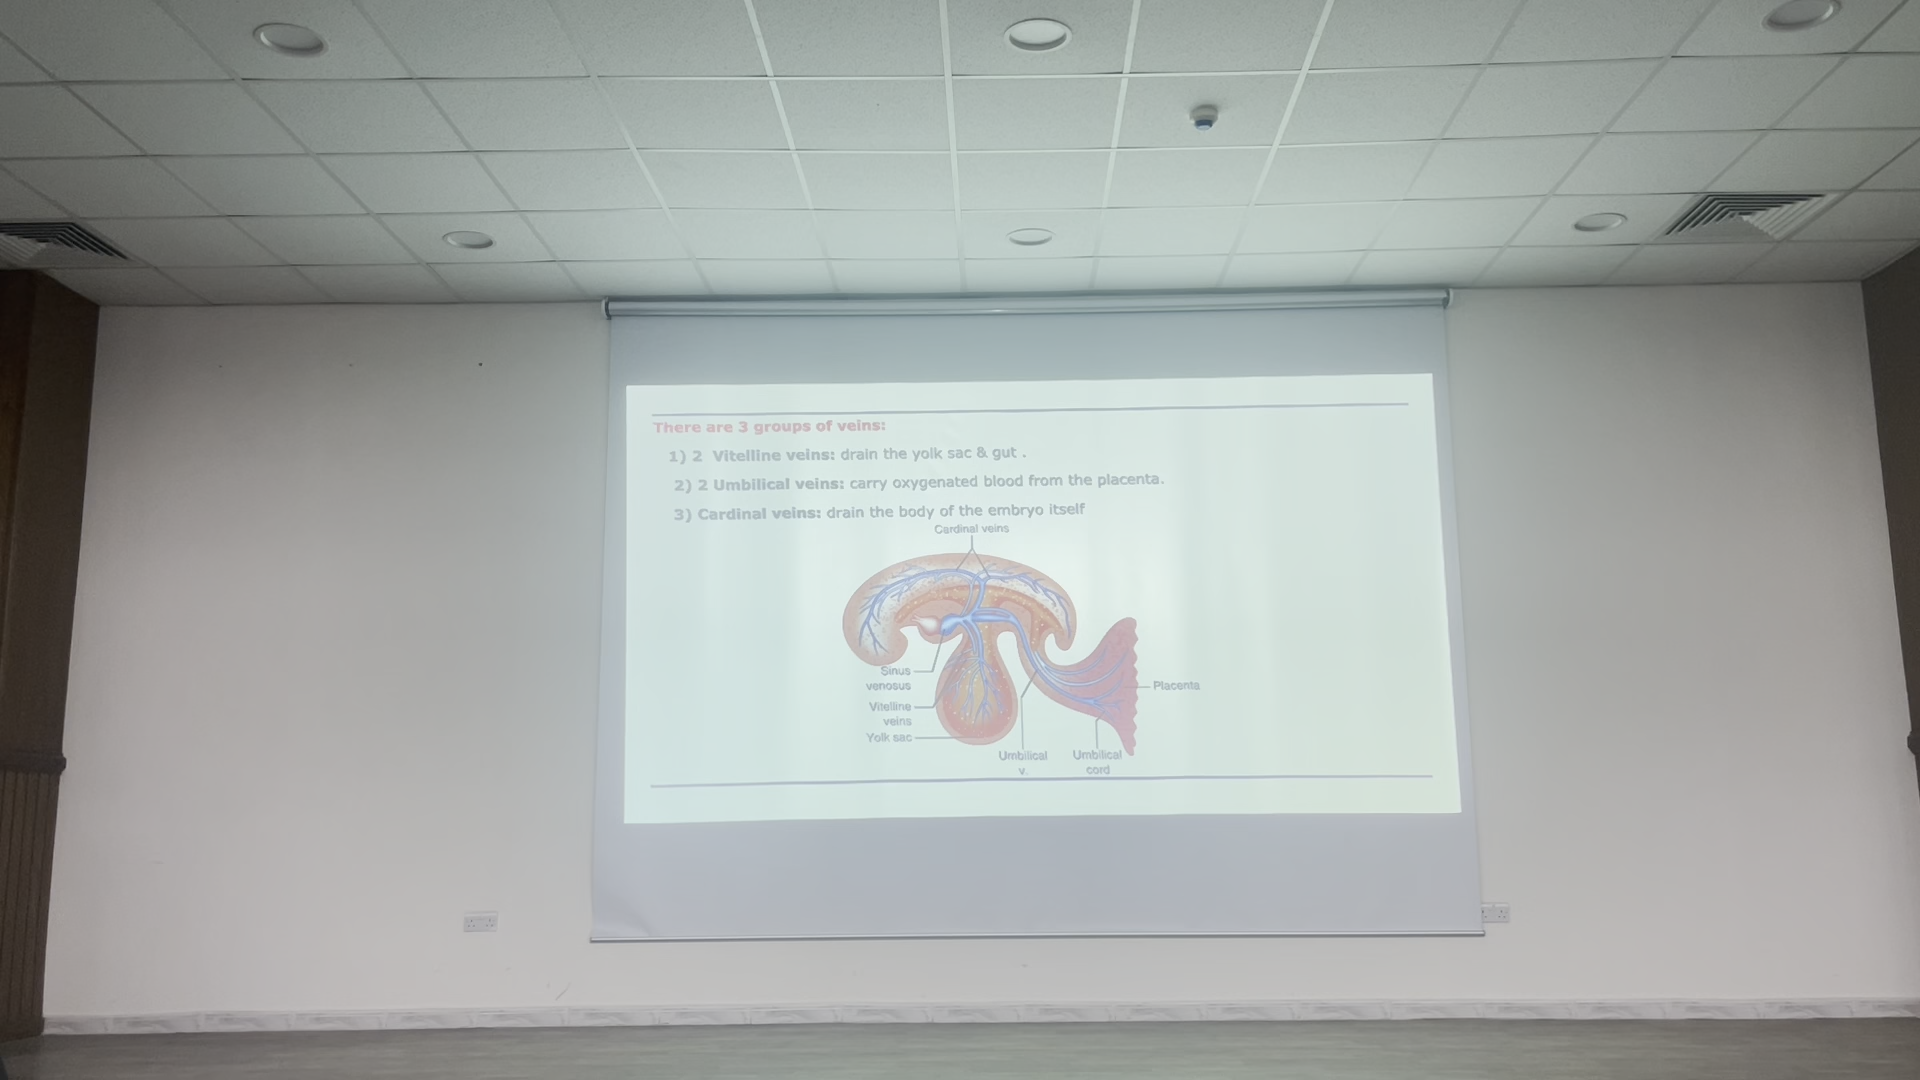 There are 3 groups of veins:
1) 2 Vitelline veins: drain the yolk sac & gut .
2) 2 Umbilical veins: carry oxygenated blood from the placenta.
3) Cardinal veins: drain the body of the embryo itself
Cardinal veins
Sinus
venosus
Placenta
Vitelline
veins
Yolk sac
Umbilical
v.
Umbilical
cord